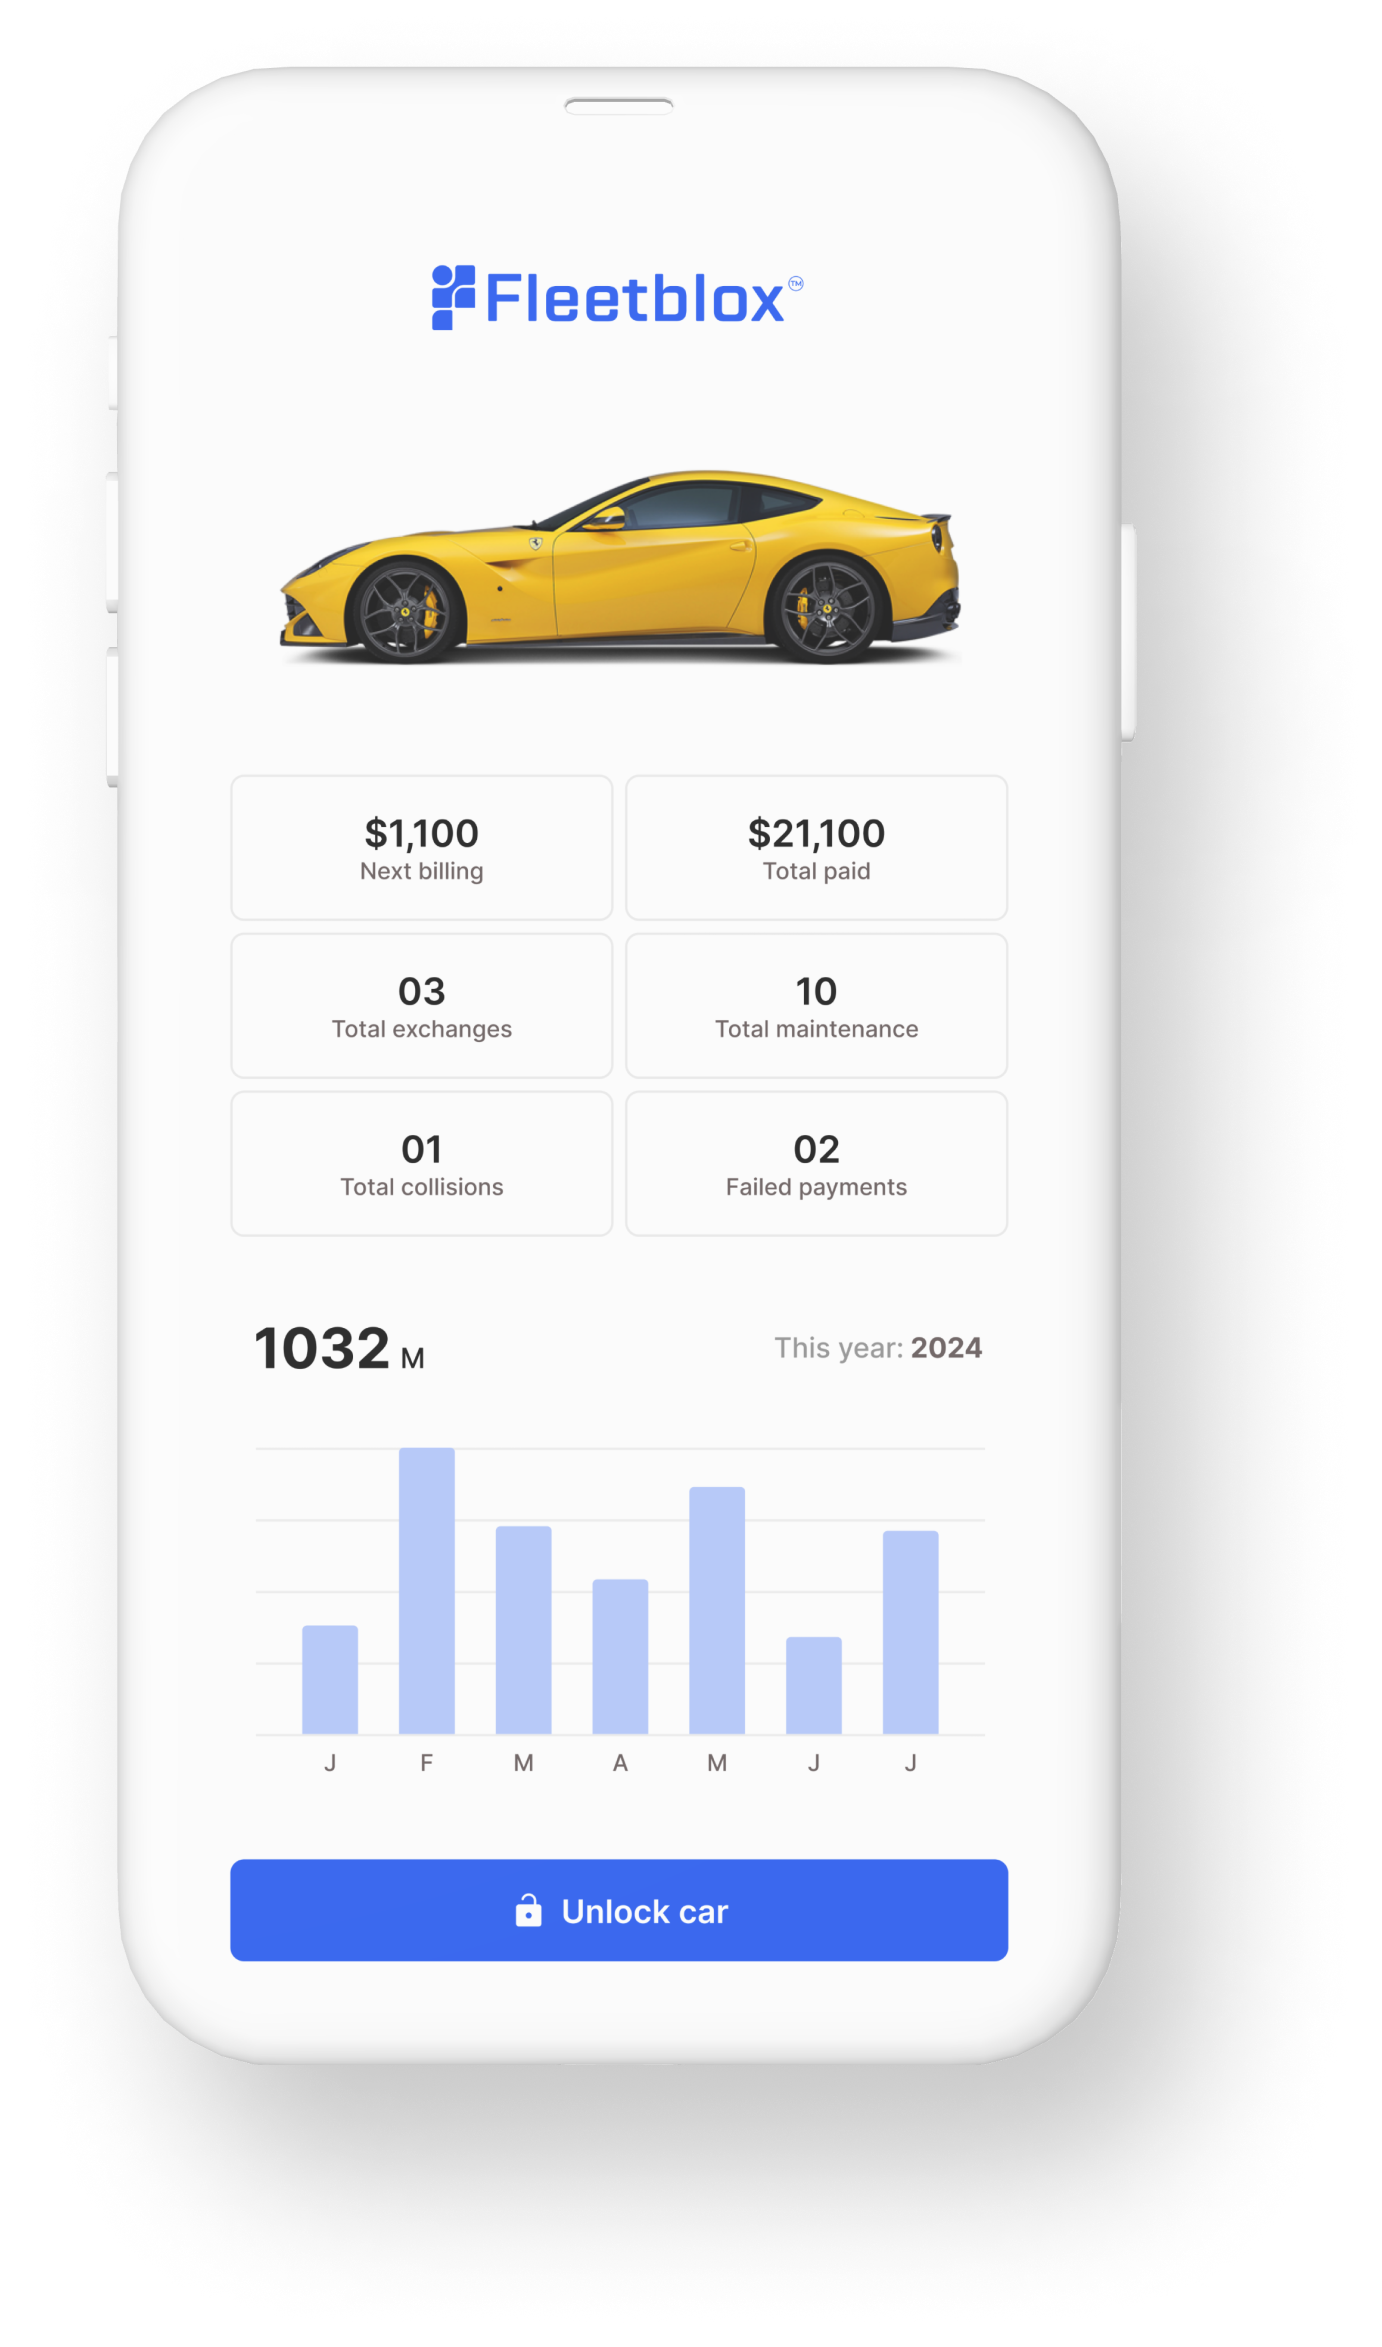 Fleetblox™
$1,100
Next billing
$21,100
Total paid
03
Total exchanges
10
Total maintenance
01
Total collisions
02
Failed payments
1032 M
This year: 2024
J F M A M J J
Unlock car